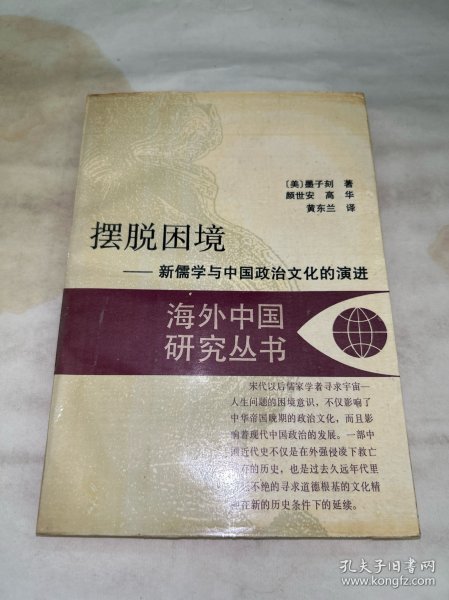 〔美〕墨子刻 著
颜世安 高 华
黄东兰 译
摆脱困境
—— 新儒学与中国政治文化的演进
海外中国
研究丛书
宋代以后儒家学者寻求宇宙—
人生问题的困境意识，不仅影响了
中华帝国晚期的政治文化，而且影
响着现代中国政治的发展。一部中
国近代史不仅是在外强侵凌下救亡
存的历史，也是过去久远年代里
不绝的寻求道德根基的文化精
在新的历史条件下的延续。
孔夫子旧书网
www.kongfz.com